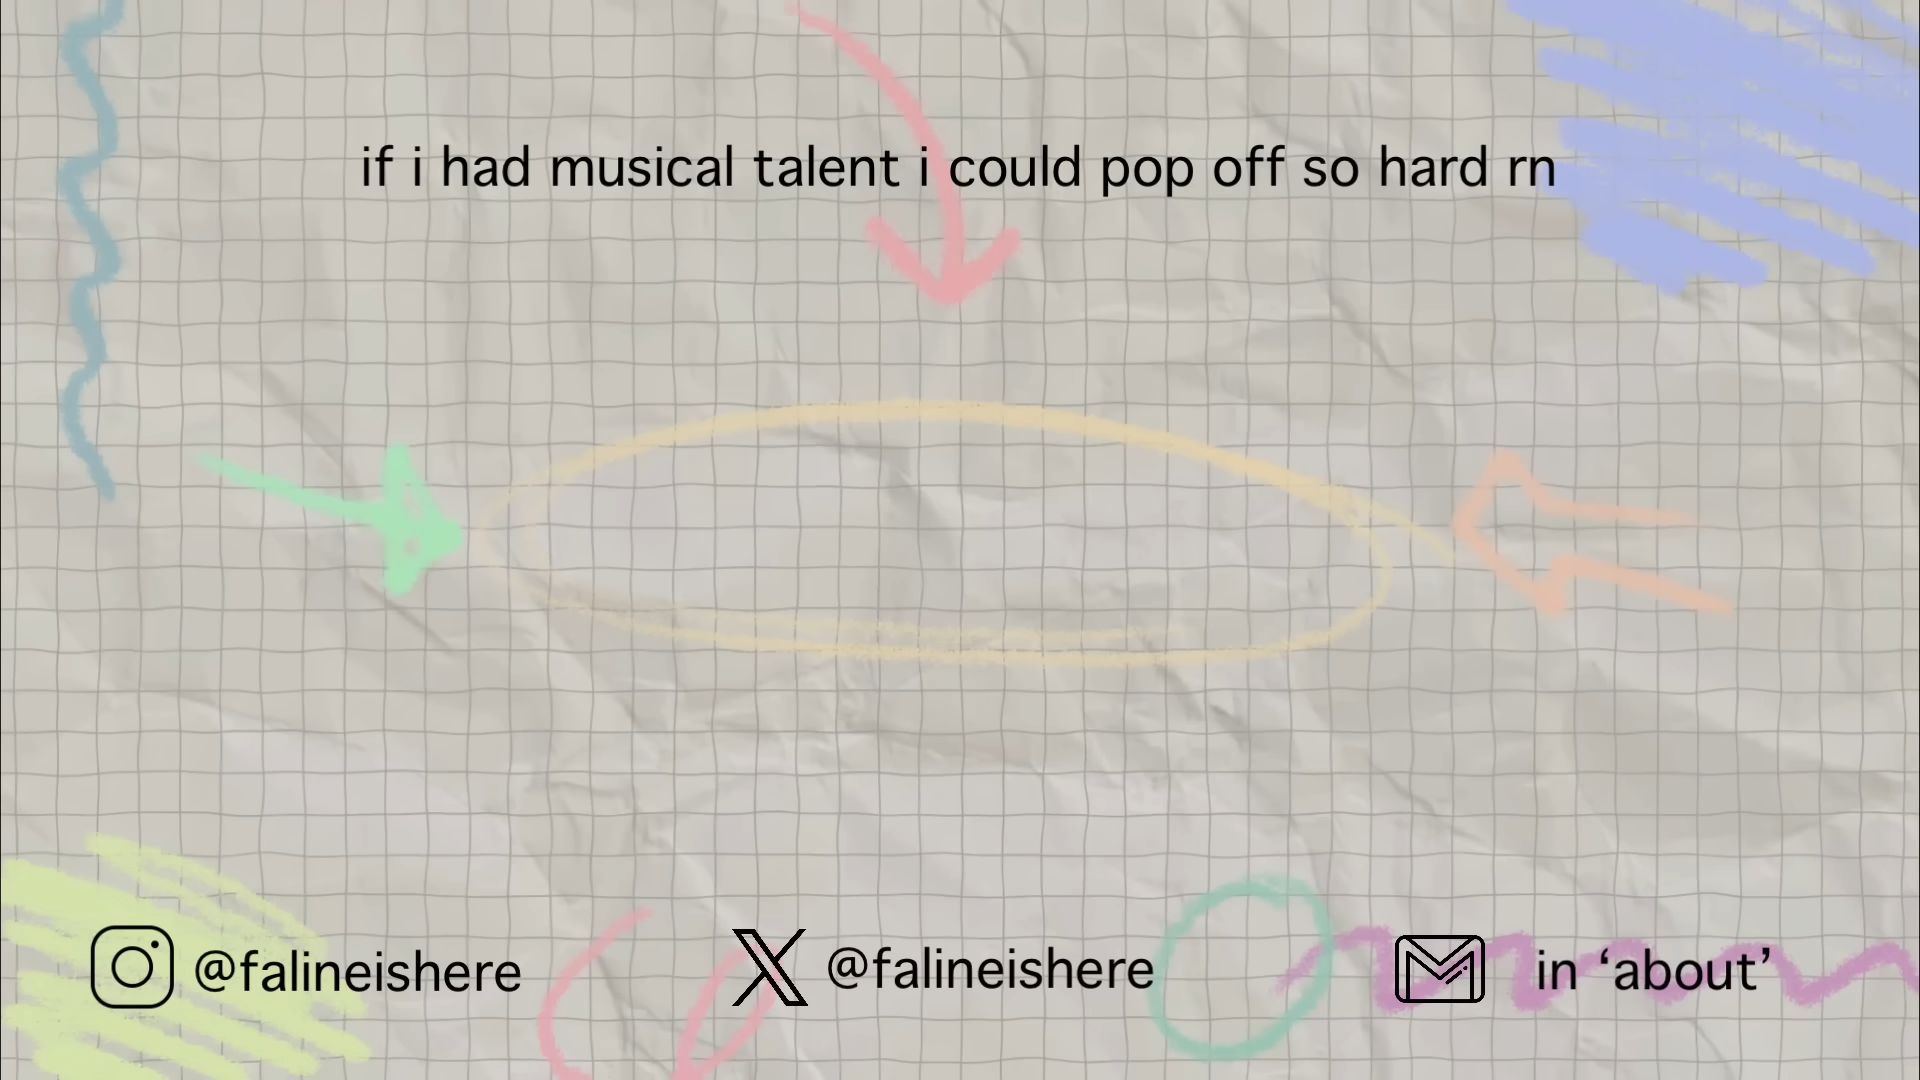 if i had musical talent i could pop off so hard rn
@falineishere
@falineishere
in ‘about’